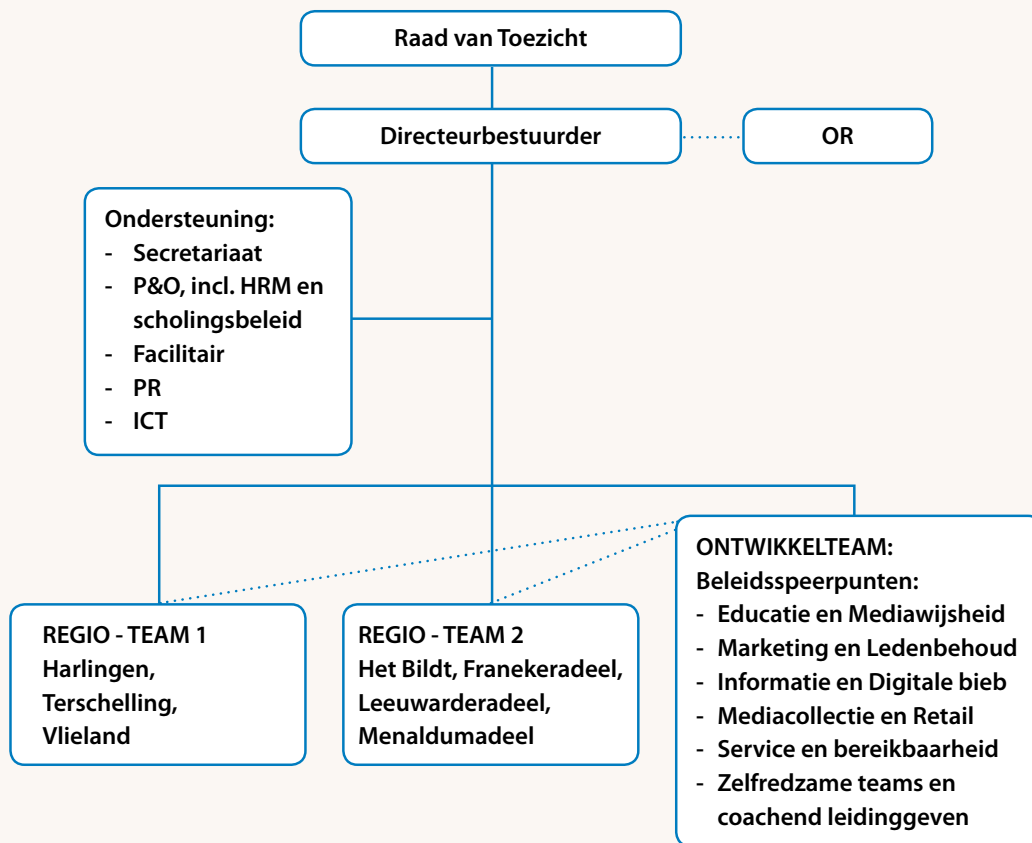 Raad van Toezicht
Directeurbestuurder
OR
Ondersteuning:
- Secretariaat
- P&O, incl. HRM en
scholingsbeleid
- Facilitair
- PR
- ICT
REGIO - TEAM 1
Harlingen,
Terschelling,
Vlieland
REGIO - TEAM 2
Het Bildt, Franekeradeel,
Leeuwarderadeel,
Menaldumadeel
ONTWIKKELTEAM:
Beleidsspeerpunten:
- Educatie en Mediawijsheid
- Marketing en Ledenbehoud
- Informatie en Digitale bieb
- Mediacollectie en Retail
- Service en bereikbaarheid
- Zelfredzame teams en
coachend leidinggeven